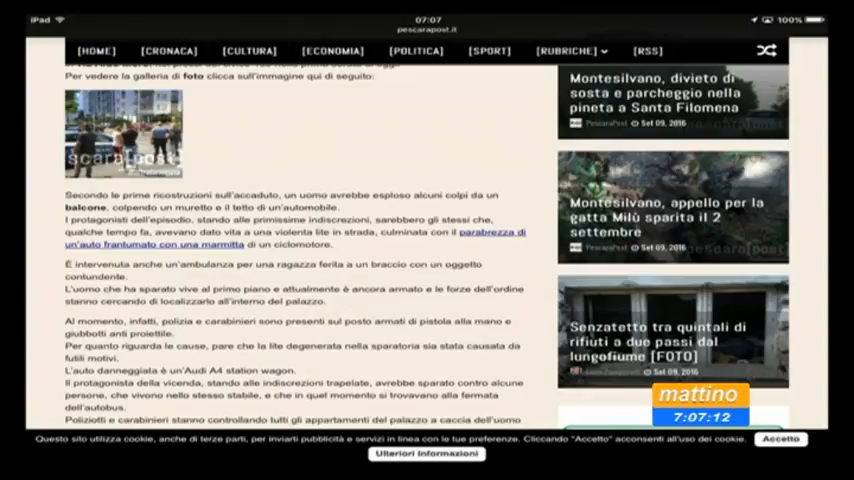 iPad
07:07
100%
pescarapost.it
[HOME] [CRONACA] [CULTURA] [ECONOMIA] [POLITICA] [SPORT] [RUBRICHE] [RSS]
Per vedere la galleria di foto clicca sull'immagine qui di seguito:
scara[post]
Secondo le prime ricostruzioni sull'accaduto, un uomo avrebbe esploso alcuni colpi da un
balcone, colpendo un muretto e il tetto di un'automobile.
I protagonisti dell'episodio, stando alle primissime indiscrezioni, sarebbero gli stessi che,
qualche tempo fa, avevano dato vita a una violenta lite in strada, culminata con il parabrezza di
un'auto frantumato con una marmitta di un ciclomotore.
È intervenuta anche un'ambulanza per una ragazza ferita a un braccio con un oggetto
contundente.
L'uomo che ha sparato vive al primo piano e attualmente è ancora armato e le forze dell'ordine
stanno cercando di localizzarlo all'interno del palazzo.
Al momento, infatti, polizia e carabinieri sono presenti sul posto armati di pistola alla mano e
giubbotti anti proiettile.
Per quanto riguarda le cause, pare che la lite degenerata nella sparatoria sia stata causata da
futili motivi.
L'auto danneggiata è un'Audi A4 station wagon.
Il protagonista della vicenda, stando alle indiscrezioni trapelate, avrebbe sparato contro alcune
persone, che vivono nello stesso stabile, e che in quel momento si trovavano alla fermata
dell'autobus.
Poliziotti e carabinieri stanno controllando tutti gli appartamenti del palazzo a caccia dell'uomo
Montesilvano, divieto di
sosta e parcheggio nella
pineta a Santa Filomena
PescaraPost Set 09, 2016
Montesilvano, appello per la
gatta Milù sparita il 2
settembre
PescaraPost Set 09, 2016
pescara[post]
Senzatetto tra quintali di
rifiuti a due passi dal
lungofiume [FOTO]
Set 09, 2016
mattino
7:07:12
Questo sito utilizza cookie, anche di terze parti, per inviarti pubblicità e servizi in linea con le tue preferenze. Cliccando "Accetto" acconsenti all'uso dei cookie. Accetto
Ulteriori Informazioni